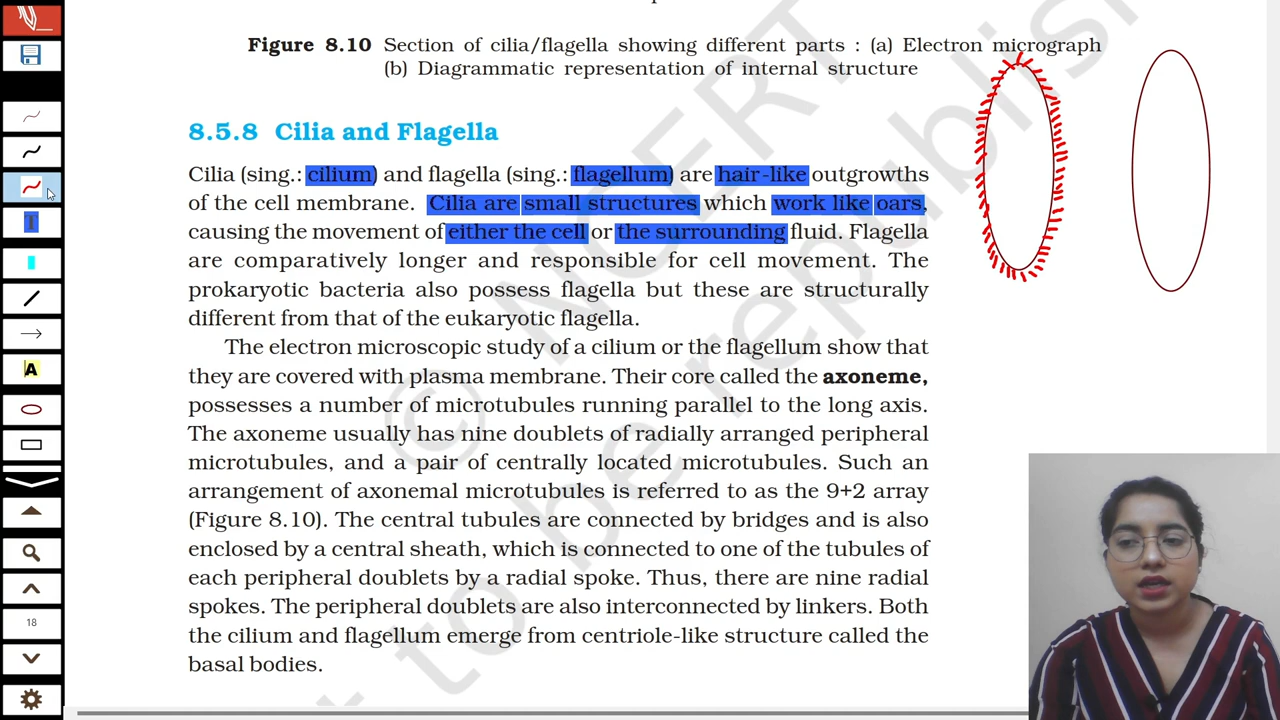 Figure 8.10 Section of cilia/flagella showing different parts : (a) Electron micrograph
(b) Diagrammatic representation of internal structure
8.5.8 Cilia and Flagella
Cilia (sing.: cilium) and flagella (sing.: flagellum) are hair-like outgrowths
of the cell membrane. Cilia are small structures which work like oars,
causing the movement of either the cell or the surrounding fluid. Flagella
are comparatively longer and responsible for cell movement. The
prokaryotic bacteria also possess flagella but these are structurally
different from that of the eukaryotic flagella.
The electron microscopic study of a cilium or the flagellum show that
they are covered with plasma membrane. Their core called the axoneme,
possesses a number of microtubules running parallel to the long axis.
The axoneme usually has nine doublets of radially arranged peripheral
microtubules, and a pair of centrally located microtubules. Such an
arrangement of axonemal microtubules is referred to as the 9+2 array
(Figure 8.10). The central tubules are connected by bridges and is also
enclosed by a central sheath, which is connected to one of the tubules of
each peripheral doublets by a radial spoke. Thus, there are nine radial
spokes. The peripheral doublets are also interconnected by linkers. Both
the cilium and flagellum emerge from centriole-like structure called the
basal bodies.
© NCERT
to be republis
T
A
18